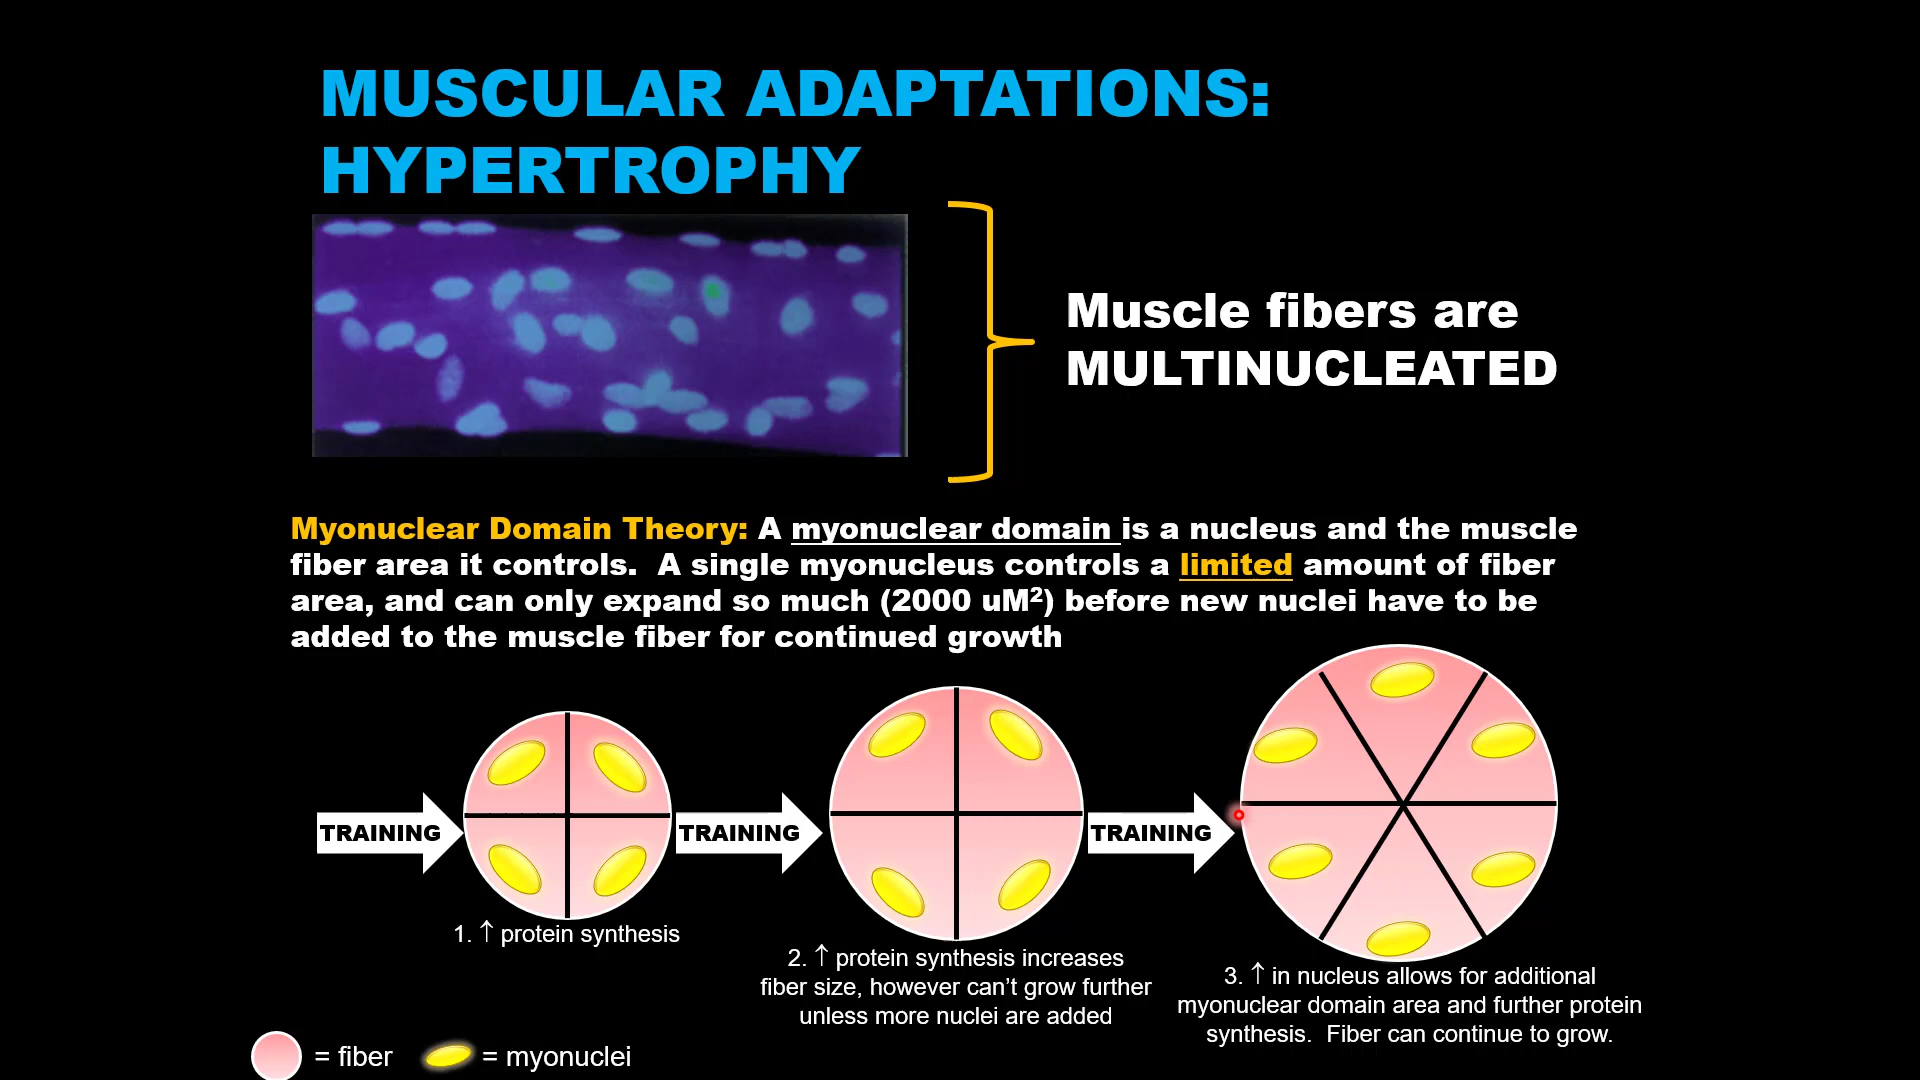 MUSCULAR ADAPTATIONS:
HYPERTROPHY
Muscle fibers are
MULTINUCLEATED
Myonuclear Domain Theory: A myonuclear domain is a nucleus and the muscle
fiber area it controls.  A single myonucleus controls a limited amount of fiber
area, and can only expand so much (2000 uM²) before new nuclei have to be
added to the muscle fiber for continued growth
TRAINING
TRAINING
TRAINING
1. ↑ protein synthesis
2. ↑ protein synthesis increases
fiber size, however can’t grow further
unless more nuclei are added
3. ↑ in nucleus allows for additional
myonuclear domain area and further protein
synthesis.  Fiber can continue to grow.
= fiber
= myonuclei